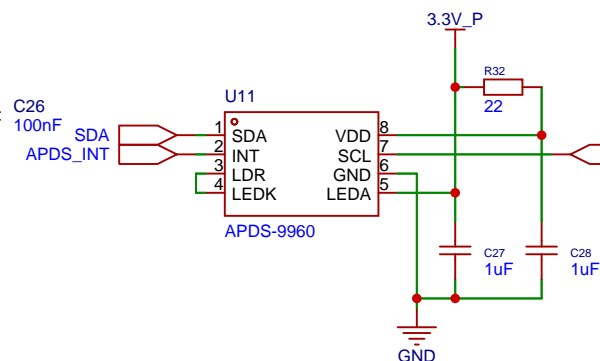 3.3V_P
R32
22
C26
100nF
U11
SDA
APDS_INT
1 SDA VDD 8
2 INT SCL 7
3 LDR GND 6
4 LEDK LEDA 5
APDS-9960
C27
1uF
C28
1uF
GND